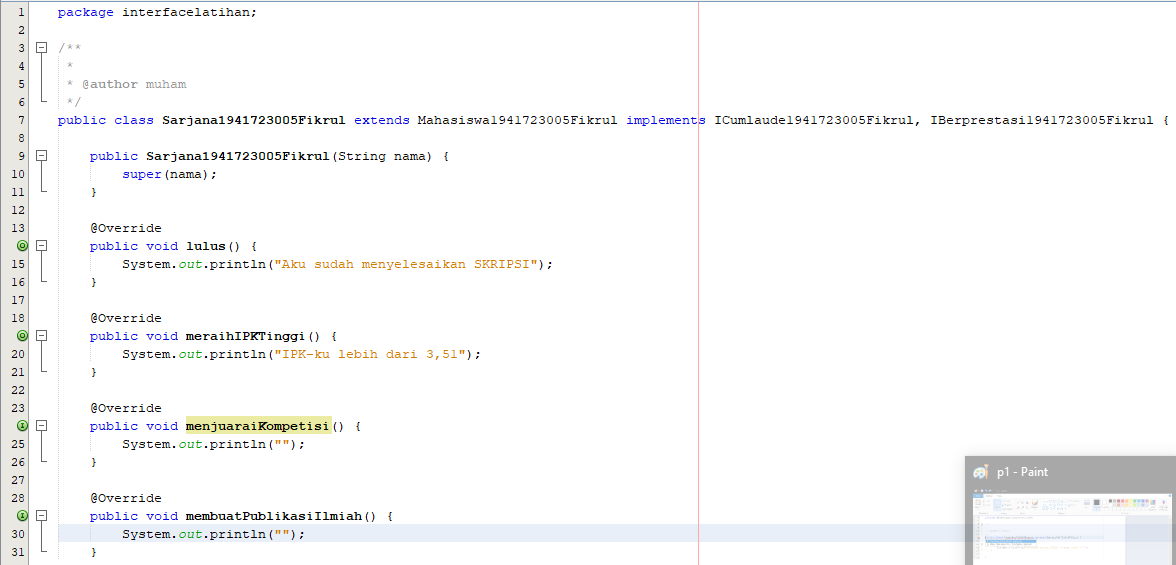 1 package interfacelatihan;
2
3 /**
4 *
5 * @author muham
6 */
7 public class Sarjana1941723005Fikrul extends Mahasiswa1941723005Fikrul implements ICumlaude1941723005Fikrul, IBerprestasi1941723005Fikrul {
8
9 public Sarjana1941723005Fikrul(String nama) {
10 super(nama);
11 }
12
13 @Override
public void lulus() {
15 System.out.println("Aku sudah menyelesaikan SKRIPSI");
16 }
17
18 @Override
public void meraihIPKTinggi() {
20 System.out.println("IPK-ku lebih dari 3,51");
21 }
22
23 @Override
public void menjuaraiKompetisi() {
25 System.out.println("");
26 }
27
28 @Override
public void membuatPublikasiIlmiah() {
30 System.out.println("");
31 }
p1 - Paint